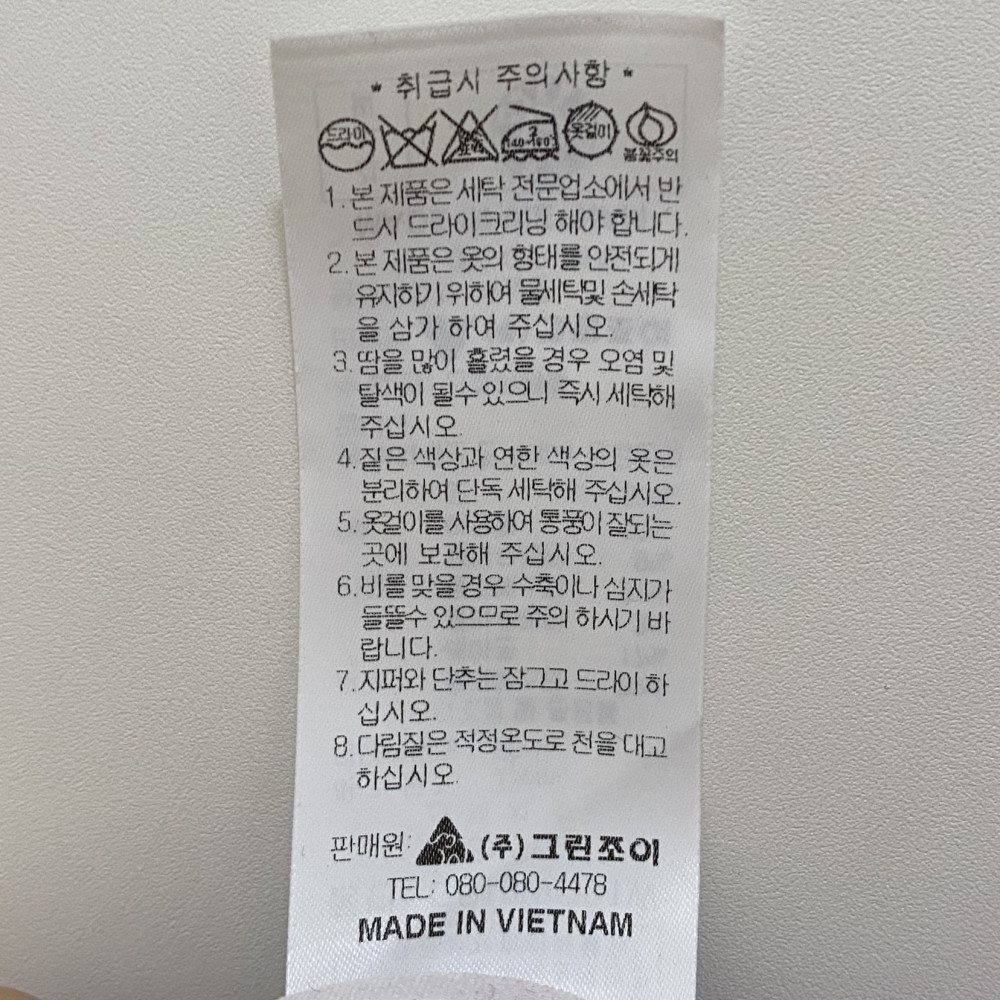 * 취급시 주의사항 *
드라이
2
140~160℃
옷걸이
불꽃주의
1. 본 제품은 세탁 전문업소에서 반
드시 드라이크리닝 해야 합니다.
2. 본 제품은 옷의 형태를 안전되게
유지하기 위하여 물세탁및 손세탁
을 삼가 하여 주십시오.
3. 땀을 많이 흘렸을 경우 오염 및
탈색이 될수 있으니 즉시 세탁해
주십시오.
4. 짙은 색상과 연한 색상의 옷은
분리하여 단독 세탁해 주십시오.
5. 옷걸이를 사용하여 통풍이 잘되는
곳에 보관해 주십시오.
6. 비를 맞을 경우 수축이나 심지가
들뜰수 있으므로 주의 하시기 바
랍니다.
7. 지퍼와 단추는 잠그고 드라이 하
십시오.
8. 다림질은 적정온도로 천을 대고
하십시오.
판매원: (주)그린조이
TEL: 080-080-4478
MADE IN VIETNAM